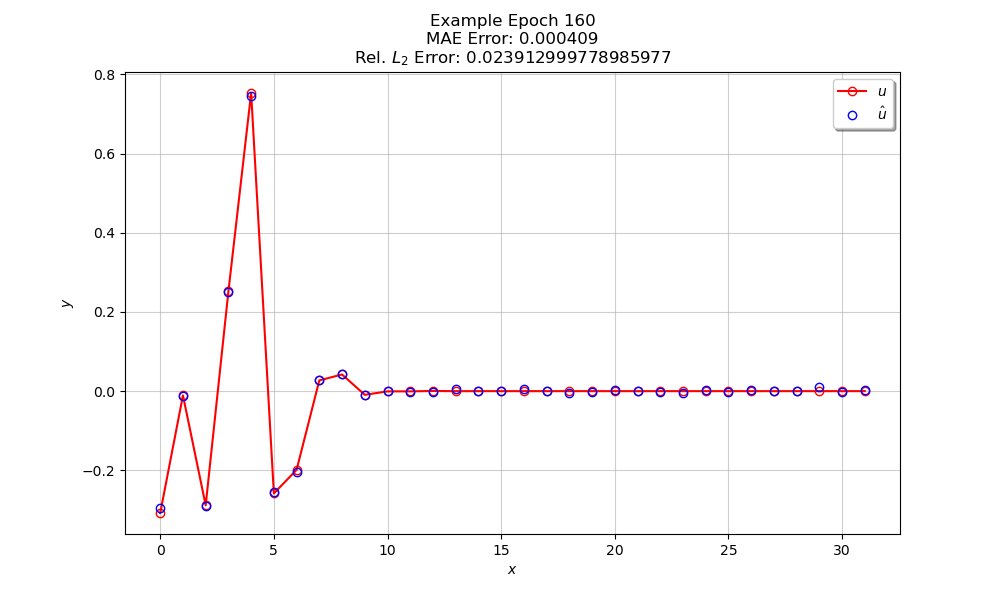 Example Epoch 160
MAE Error: 0.000409
Rel. $L_2$ Error: 0.023912999778985977
0.8
0.6
0.4
0.2
0.0
−0.2
y
u
û
0 5 10 15 20 25 30
x